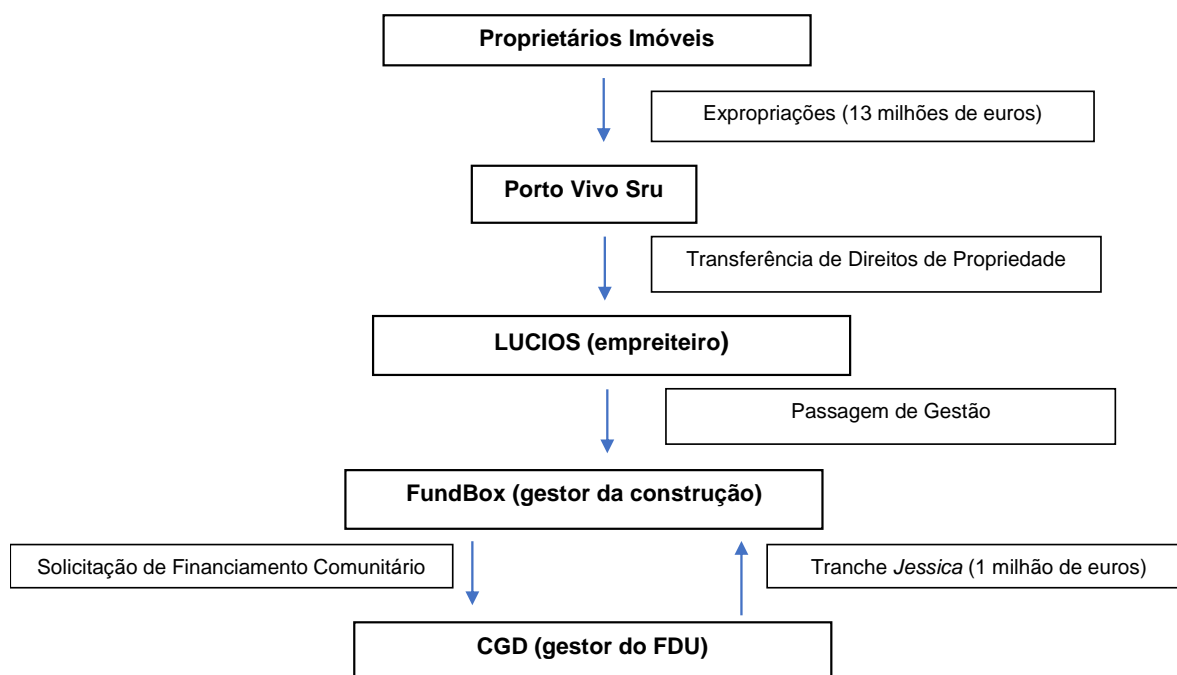 Proprietários Imóveis
Expropriações (13 milhões de euros)
Porto Vivo Sru
Transferência de Direitos de Propriedade
LUCIOS (empreiteiro)
Passagem de Gestão
FundBox (gestor da construção)
Solicitação de Financiamento Comunitário
Tranche Jessica (1 milhão de euros)
CGD (gestor do FDU)